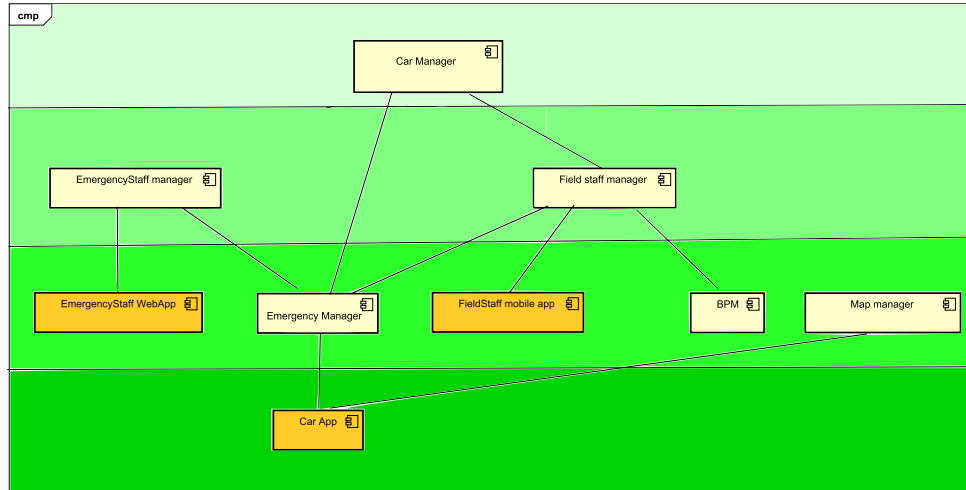 cmp
Car Manager
EmergencyStaff manager
Field staff manager
EmergencyStaff WebApp
Emergency Manager
FieldStaff mobile app
BPM
Map manager
Car App